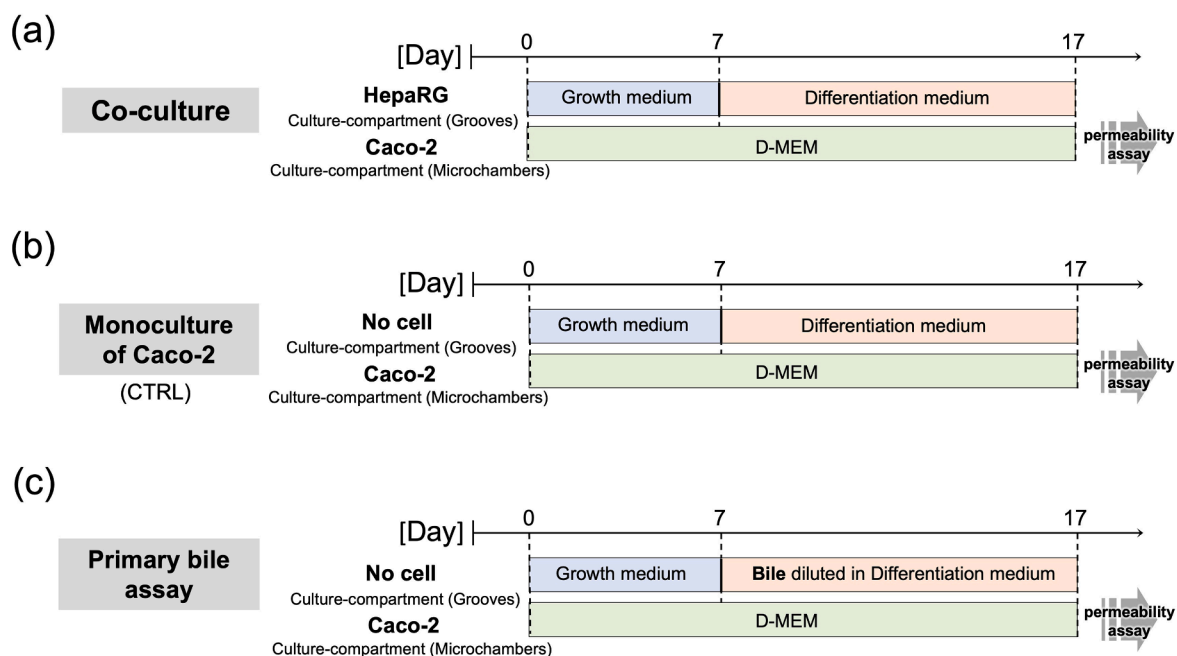 (a)
[Day]
0 7 17
Co-culture
HepaRG
Culture-compartment (Grooves)
Growth medium
Differentiation medium
Caco-2
Culture-compartment (Microchambers)
D-MEM
permeability
assay
(b)
[Day]
0 7 17
Monoculture
of Caco-2
(CTRL)
No cell
Culture-compartment (Grooves)
Growth medium
Differentiation medium
Caco-2
Culture-compartment (Microchambers)
D-MEM
permeability
assay
(c)
[Day]
0 7 17
Primary bile
assay
No cell
Culture-compartment (Grooves)
Growth medium
Bile diluted in Differentiation medium
Caco-2
Culture-compartment (Microchambers)
D-MEM
permeability
assay